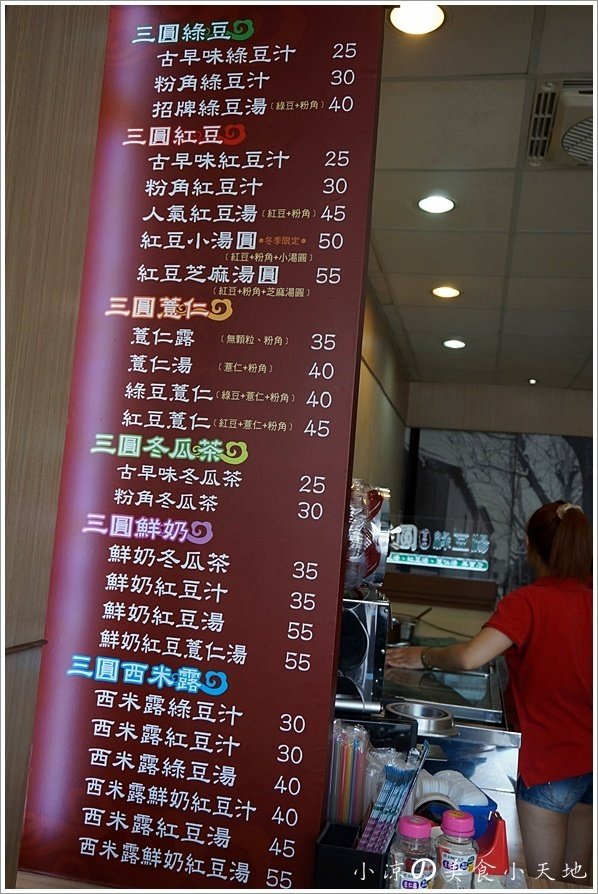 三圓綠豆
古早味綠豆汁 25
粉角綠豆汁 30
招牌綠豆湯（綠豆+粉角） 40
三圓紅豆
古早味紅豆汁 25
粉角紅豆汁 30
人氣紅豆湯（紅豆+粉角） 45
紅豆小湯圓 *冬季限定* 50
（紅豆+粉角+小湯圓）
紅豆芝麻湯圓 55
（紅豆+粉角+芝麻湯圓）
三圓薏仁
薏仁露（無顆粒、粉角） 35
薏仁湯（薏仁+粉角） 40
綠豆薏仁（綠豆+薏仁+粉角） 40
紅豆薏仁（紅豆+薏仁+粉角） 45
三圓冬瓜茶
古早味冬瓜茶 25
粉角冬瓜茶 30
三圓鮮奶
鮮奶冬瓜茶 35
鮮奶紅豆汁 35
鮮奶紅豆湯 55
鮮奶紅豆薏仁湯 55
三圓西米露
西米露綠豆汁 30
西米露紅豆汁 30
西米露綠豆湯 40
西米露鮮奶紅豆汁 40
西米露紅豆湯 45
西米露鮮奶紅豆湯 55
圓 綠豆湯
小涼の美食小天地